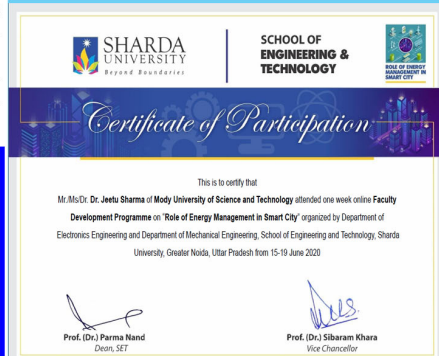 SHARDA
UNIVERSITY
Beyond Boundaries
SCHOOL OF
ENGINEERING &
TECHNOLOGY
ROLE OF ENERGY
MANAGEMENT IN
SMART CITY
Certificate of Participation
This is to certify that
Mr./Ms/Dr. Dr. Jeetu Sharma of Mody University of Science and Technology attended one week online Faculty
Development Programme on "Role of Energy Management in Smart City" organized by Department of
Electronics Engineering and Department of Mechanical Engineering, School of Engineering and Technology, Sharda
University, Greater Noida, Uttar Pradesh from 15-19 June 2020
Prof. (Dr.) Parma Nand
Dean, SET
Prof. (Dr.) Sibaram Khara
Vice Chancellor